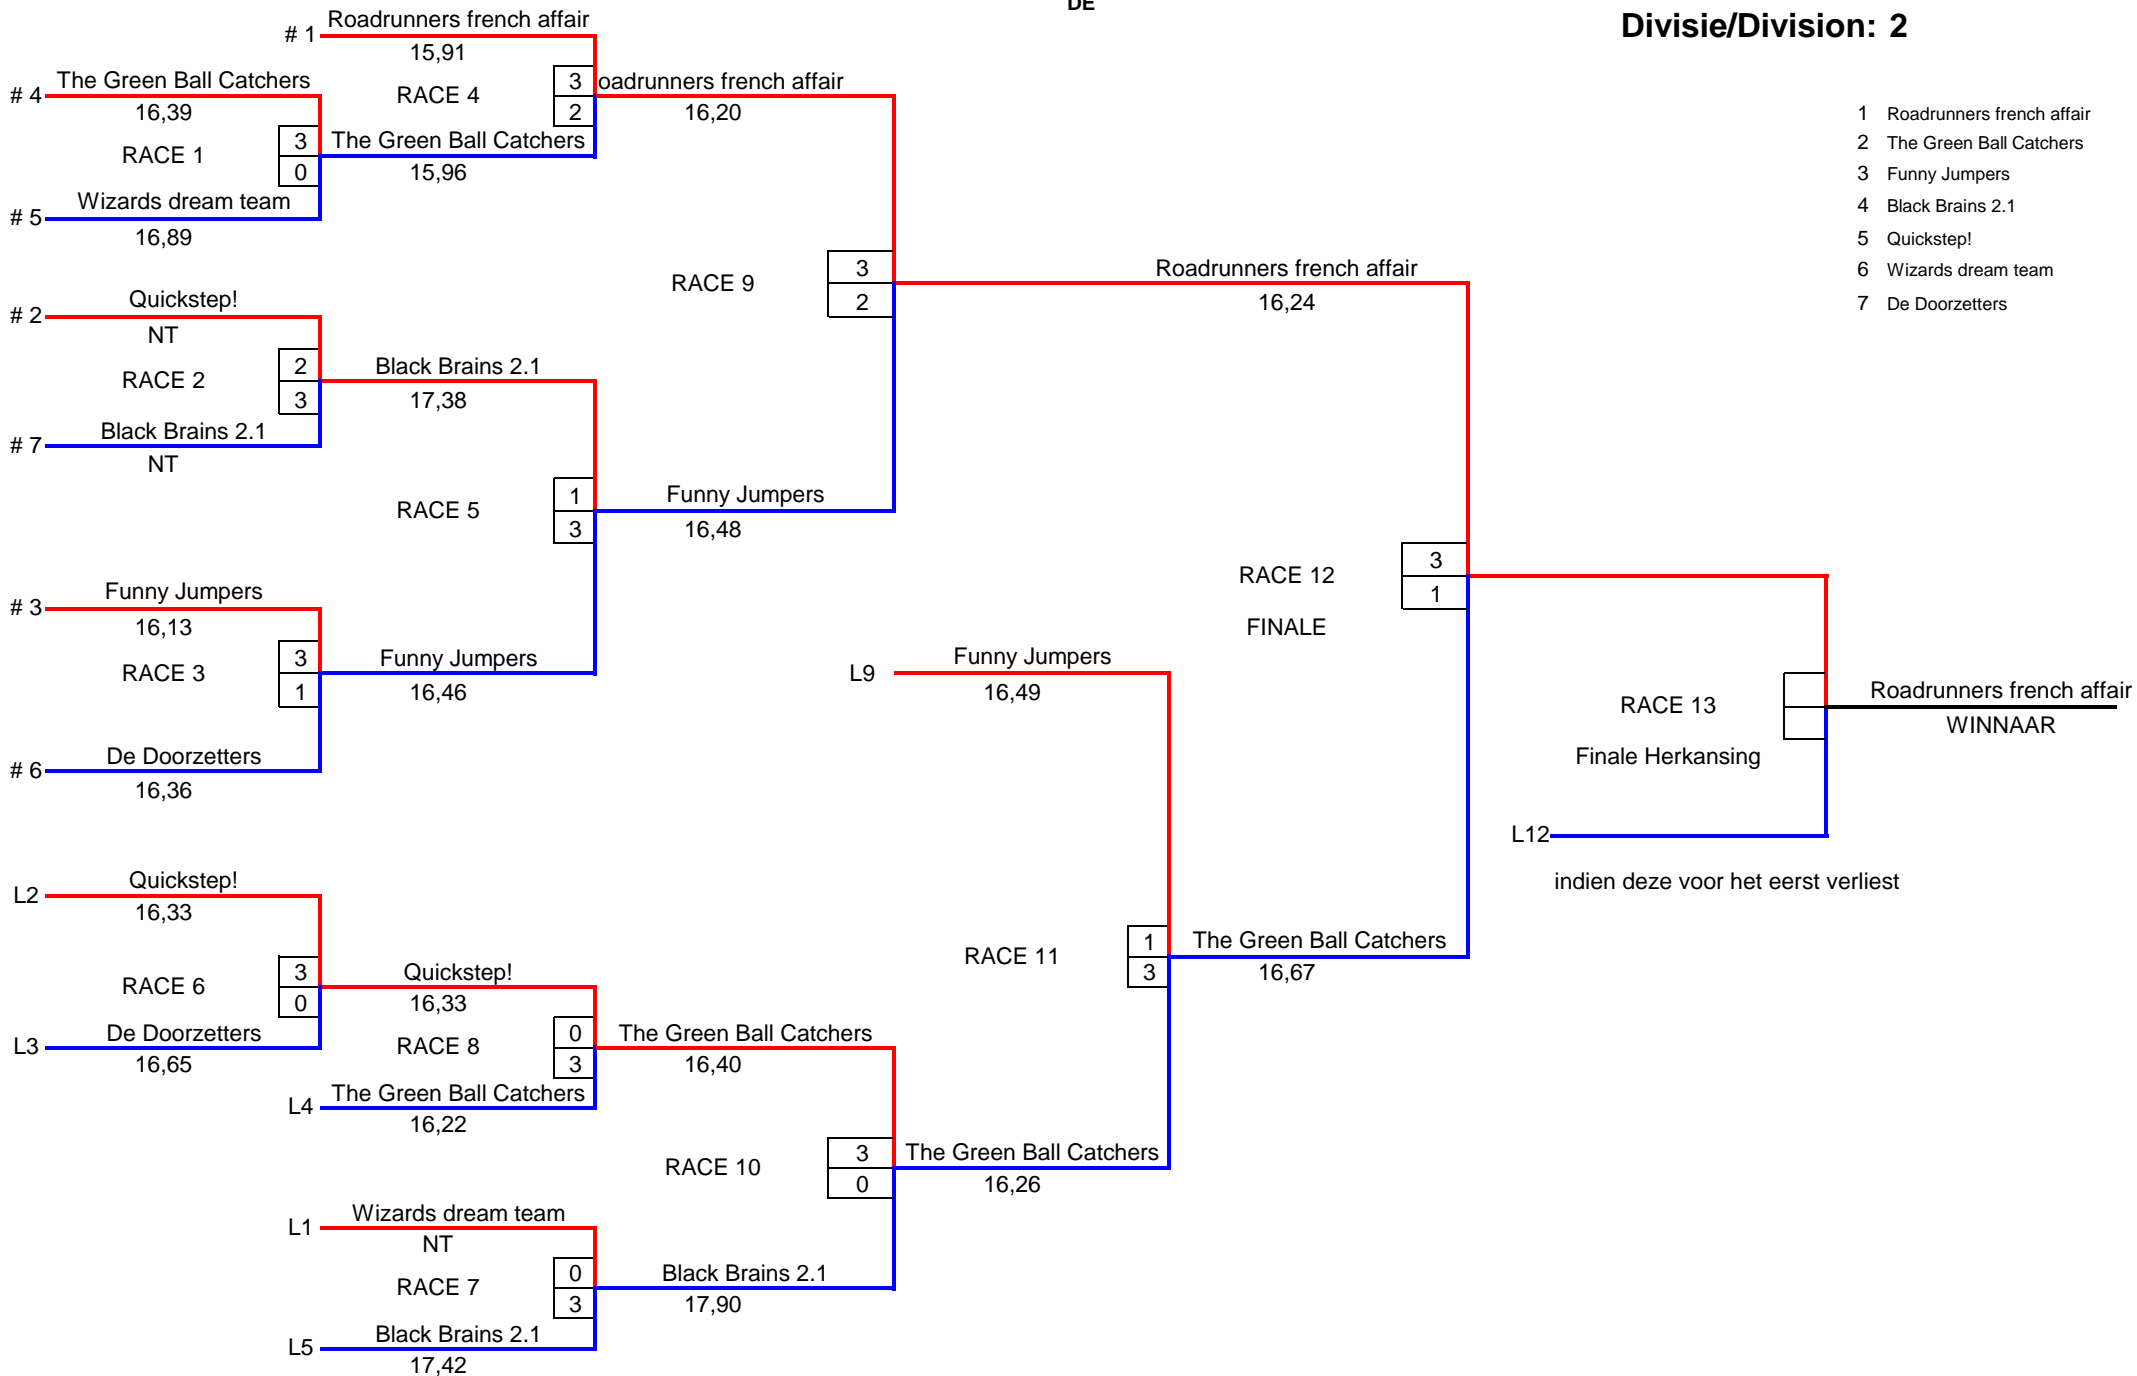 DE
Divisie/Division: 2
# 1
Roadrunners french affair
15,91
RACE 4
3
2
# 4
The Green Ball Catchers
16,39
RACE 1
3
0
The Green Ball Catchers
15,96
# 5
Wizards dream team
16,89
oadrunners french affair
16,20
# 2
Quickstep!
NT
RACE 2
2
3
# 7
Black Brains 2.1
NT
Black Brains 2.1
17,38
RACE 5
1
3
RACE 9
3
2
Funny Jumpers
16,48
# 3
Funny Jumpers
16,13
RACE 3
3
1
Funny Jumpers
16,46
# 6
De Doorzetters
16,36
Roadrunners french affair
16,24
RACE 12
3
1
FINALE
L9
Funny Jumpers
16,49
RACE 11
1
3
The Green Ball Catchers
16,67
RACE 13
Finale Herkansing
Roadrunners french affair
WINNAAR
L12
indien deze voor het eerst verliest
L2
Quickstep!
16,33
RACE 6
3
0
L3
De Doorzetters
16,65
Quickstep!
16,33
RACE 8
0
3
L4
The Green Ball Catchers
16,22
The Green Ball Catchers
16,40
RACE 10
3
0
The Green Ball Catchers
16,26
L1
Wizards dream team
NT
RACE 7
0
3
L5
Black Brains 2.1
17,42
Black Brains 2.1
17,90
1 Roadrunners french affair
2 The Green Ball Catchers
3 Funny Jumpers
4 Black Brains 2.1
5 Quickstep!
6 Wizards dream team
7 De Doorzetters